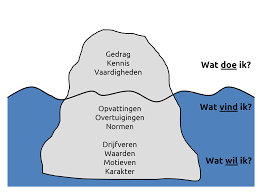 Gedrag
Kennis
Vaardigheden
Wat doe ik?
Opvattingen
Overtuigingen
Normen
Wat vind ik?
Drijfveren
Waarden
Motieven
Karakter
Wat wil ik?